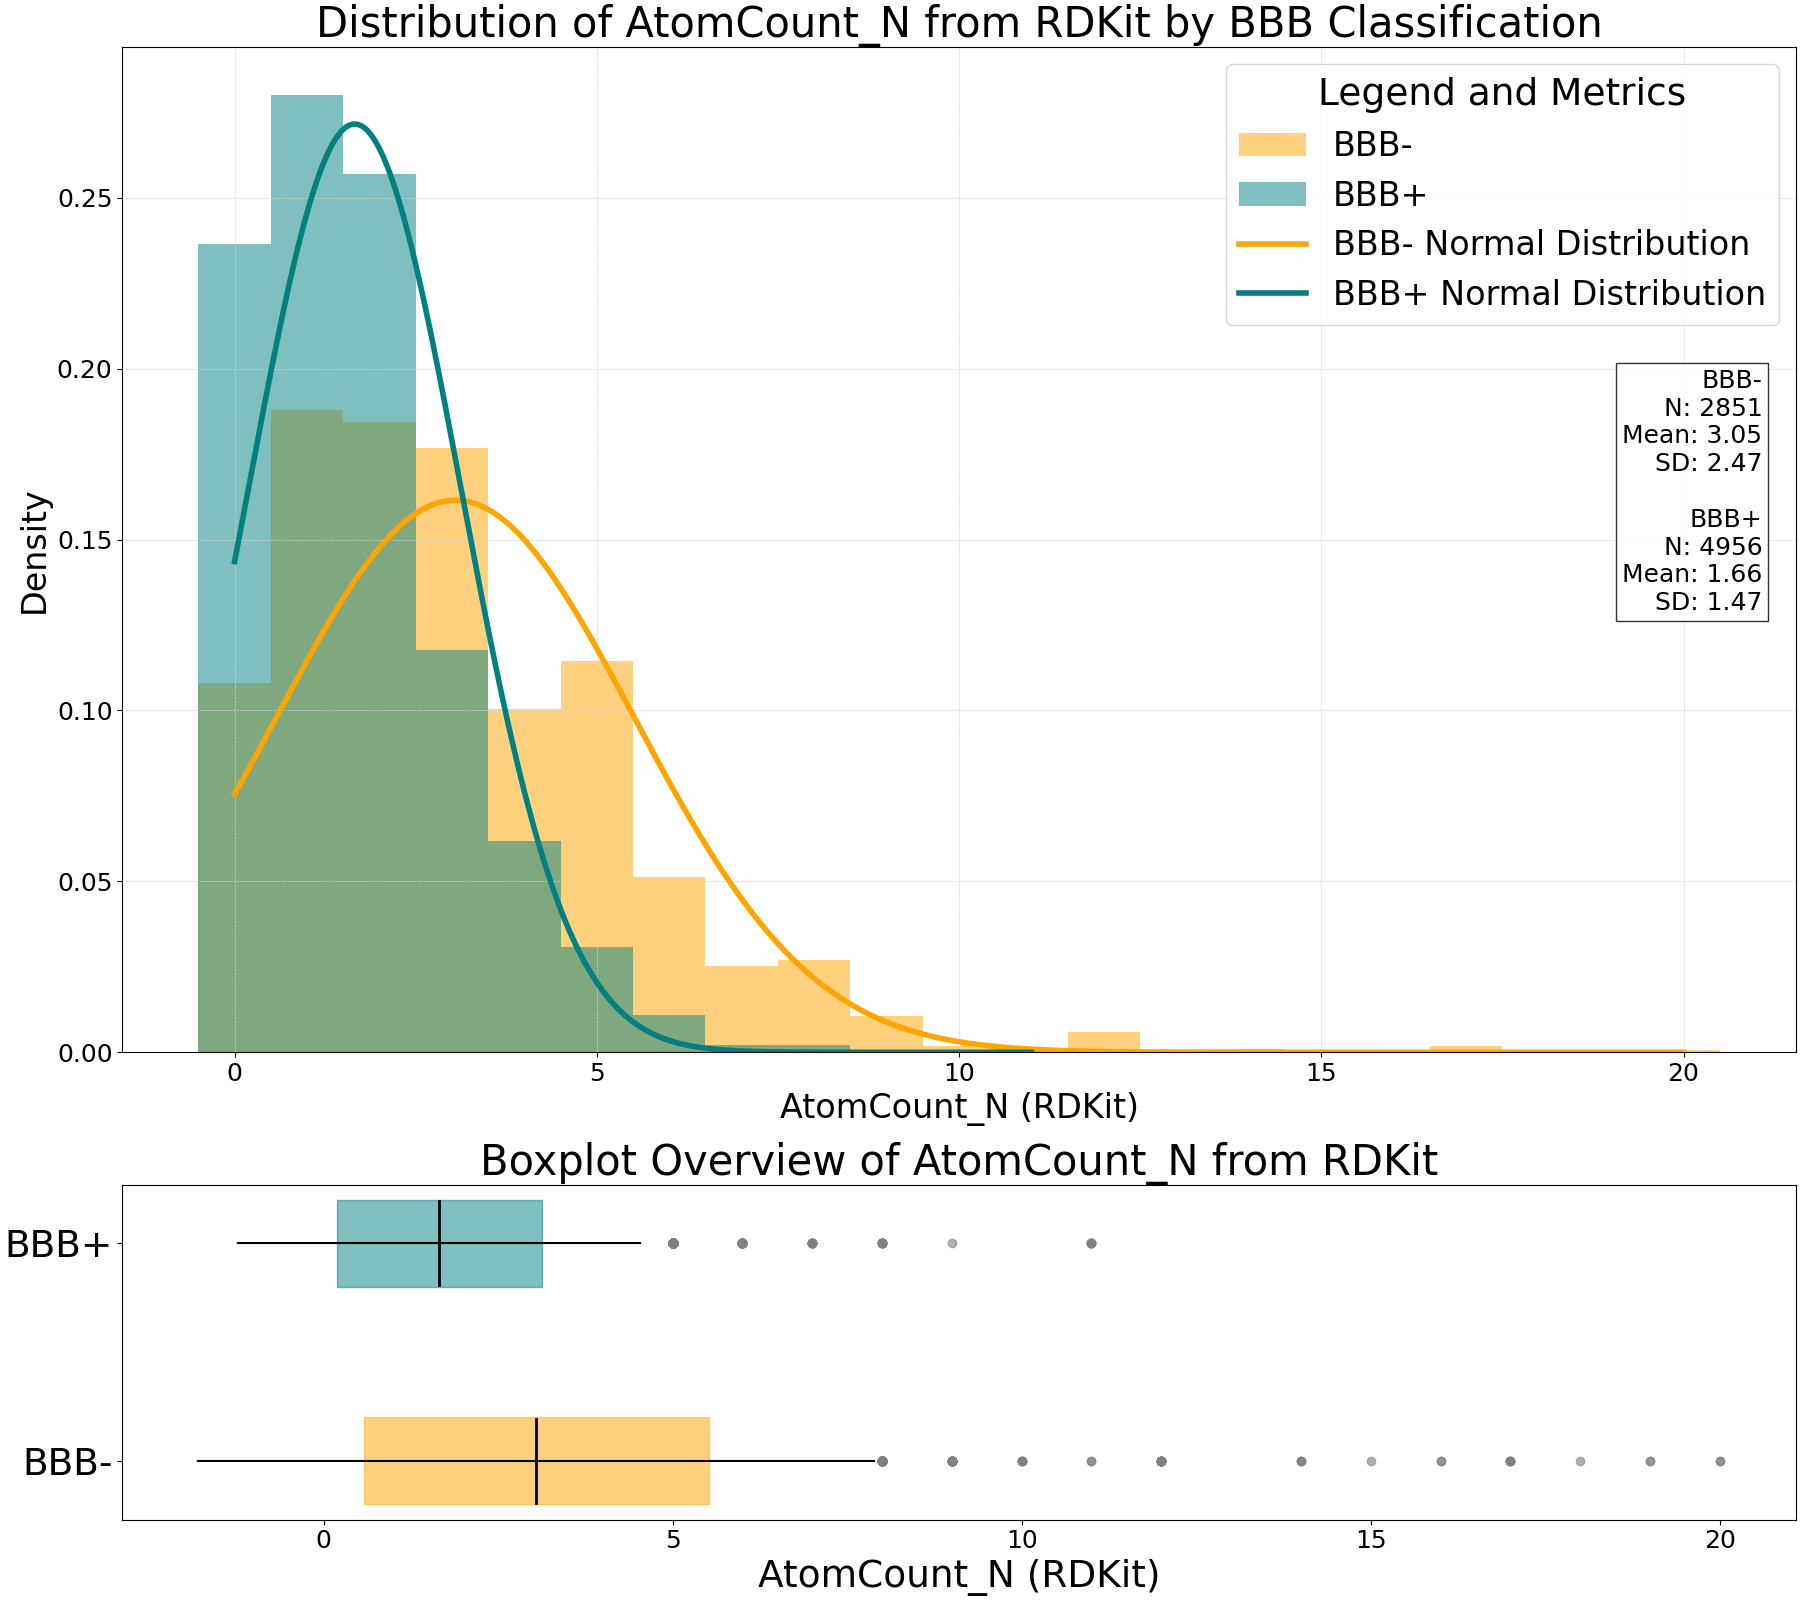 Distribution of AtomCount_N from RDKit by BBB Classification
Legend and Metrics
BBB-
BBB+
BBB- Normal Distribution
BBB+ Normal Distribution
BBB-
N: 2851
Mean: 3.05
SD: 2.47
BBB+
N: 4956
Mean: 1.66
SD: 1.47
Density
0.25
0.20
0.15
0.10
0.05
0.00
0 5 10 15 20
AtomCount_N (RDKit)
Boxplot Overview of AtomCount_N from RDKit
BBB+
BBB-
0 5 10 15 20
AtomCount_N (RDKit)